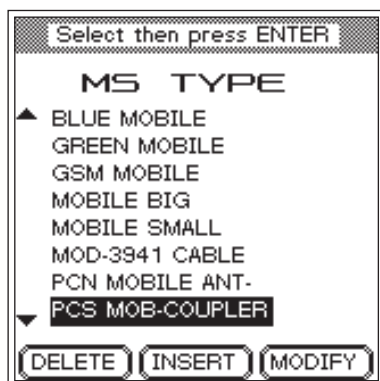 Select then press ENTER
MS TYPE
BLUE MOBILE
GREEN MOBILE
GSM MOBILE
MOBILE BIG
MOBILE SMALL
MOD-3941 CABLE
PCN MOBILE ANT-
PCS MOB-COUPLER
DELETE INSERT MODIFY